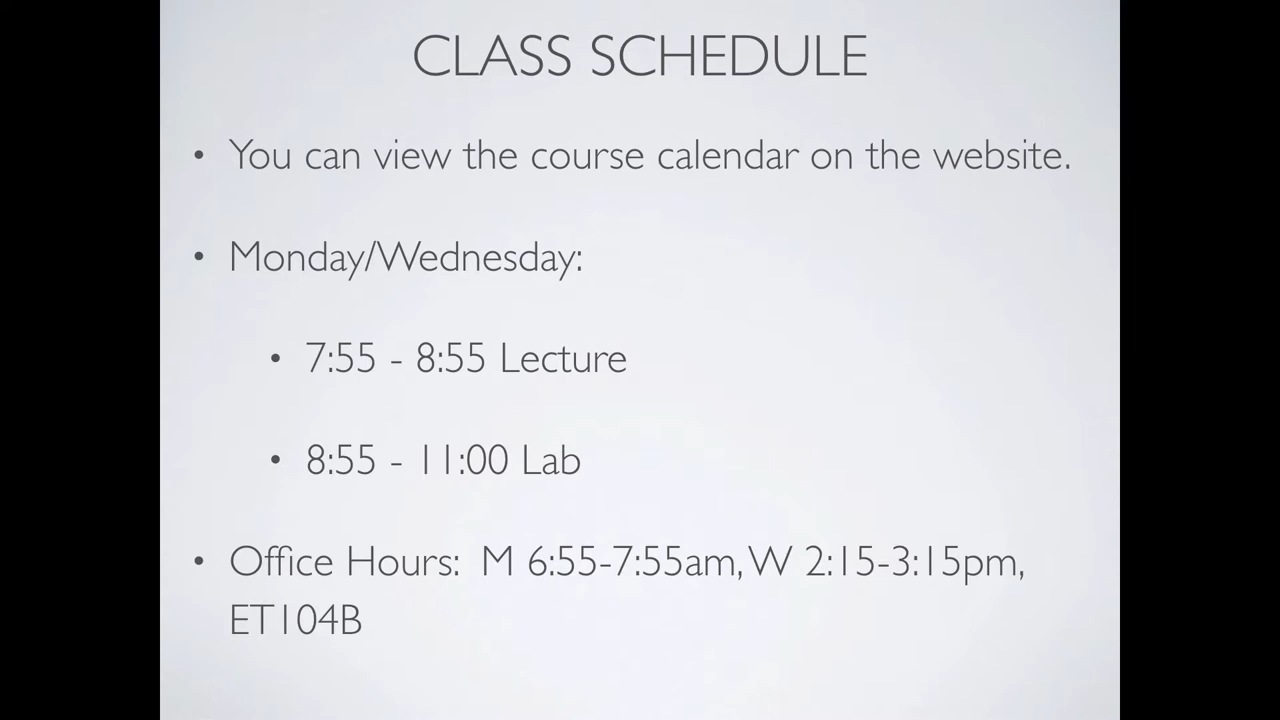 CLASS SCHEDULE
• You can view the course calendar on the website.
• Monday/Wednesday:
• 7:55 - 8:55 Lecture
• 8:55 - 11:00 Lab
• Office Hours:  M 6:55-7:55am, W 2:15-3:15pm,
ET104B